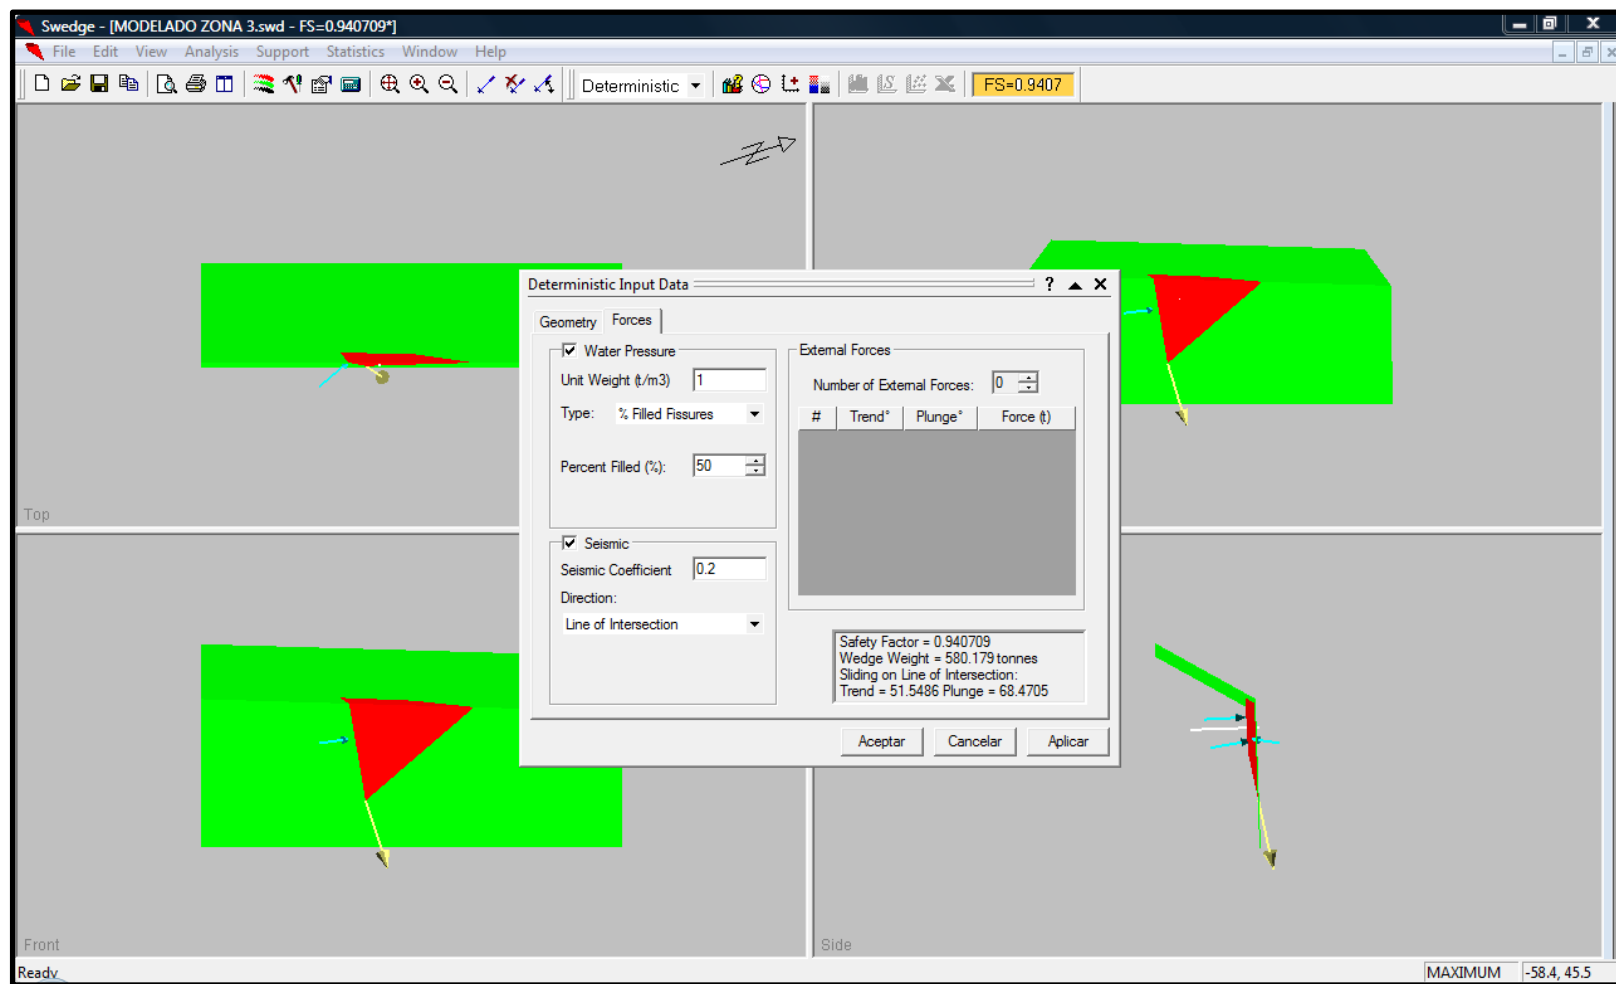 Swedge - [MODELADO ZONA 3.swd - FS=0.940709*]
File Edit View Analysis Support Statistics Window Help
Deterministic
FS=0.9407
Top
Deterministic Input Data
Geometry Forces
Water Pressure
Unit Weight (t/m3) 1
Type: % Filled Fissures
Percent Filled (%): 50
Seismic
Seismic Coefficient 0.2
Direction:
Line of Intersection
External Forces
Number of External Forces: 0
# Trend° Plunge° Force (t)
Safety Factor = 0.940709
Wedge Weight = 580.179 tonnes
Sliding on Line of Intersection:
Trend = 51.5486 Plunge = 68.4705
Aceptar Cancelar Aplicar
Front
Side
Ready
MAXIMUM -58.4, 45.5